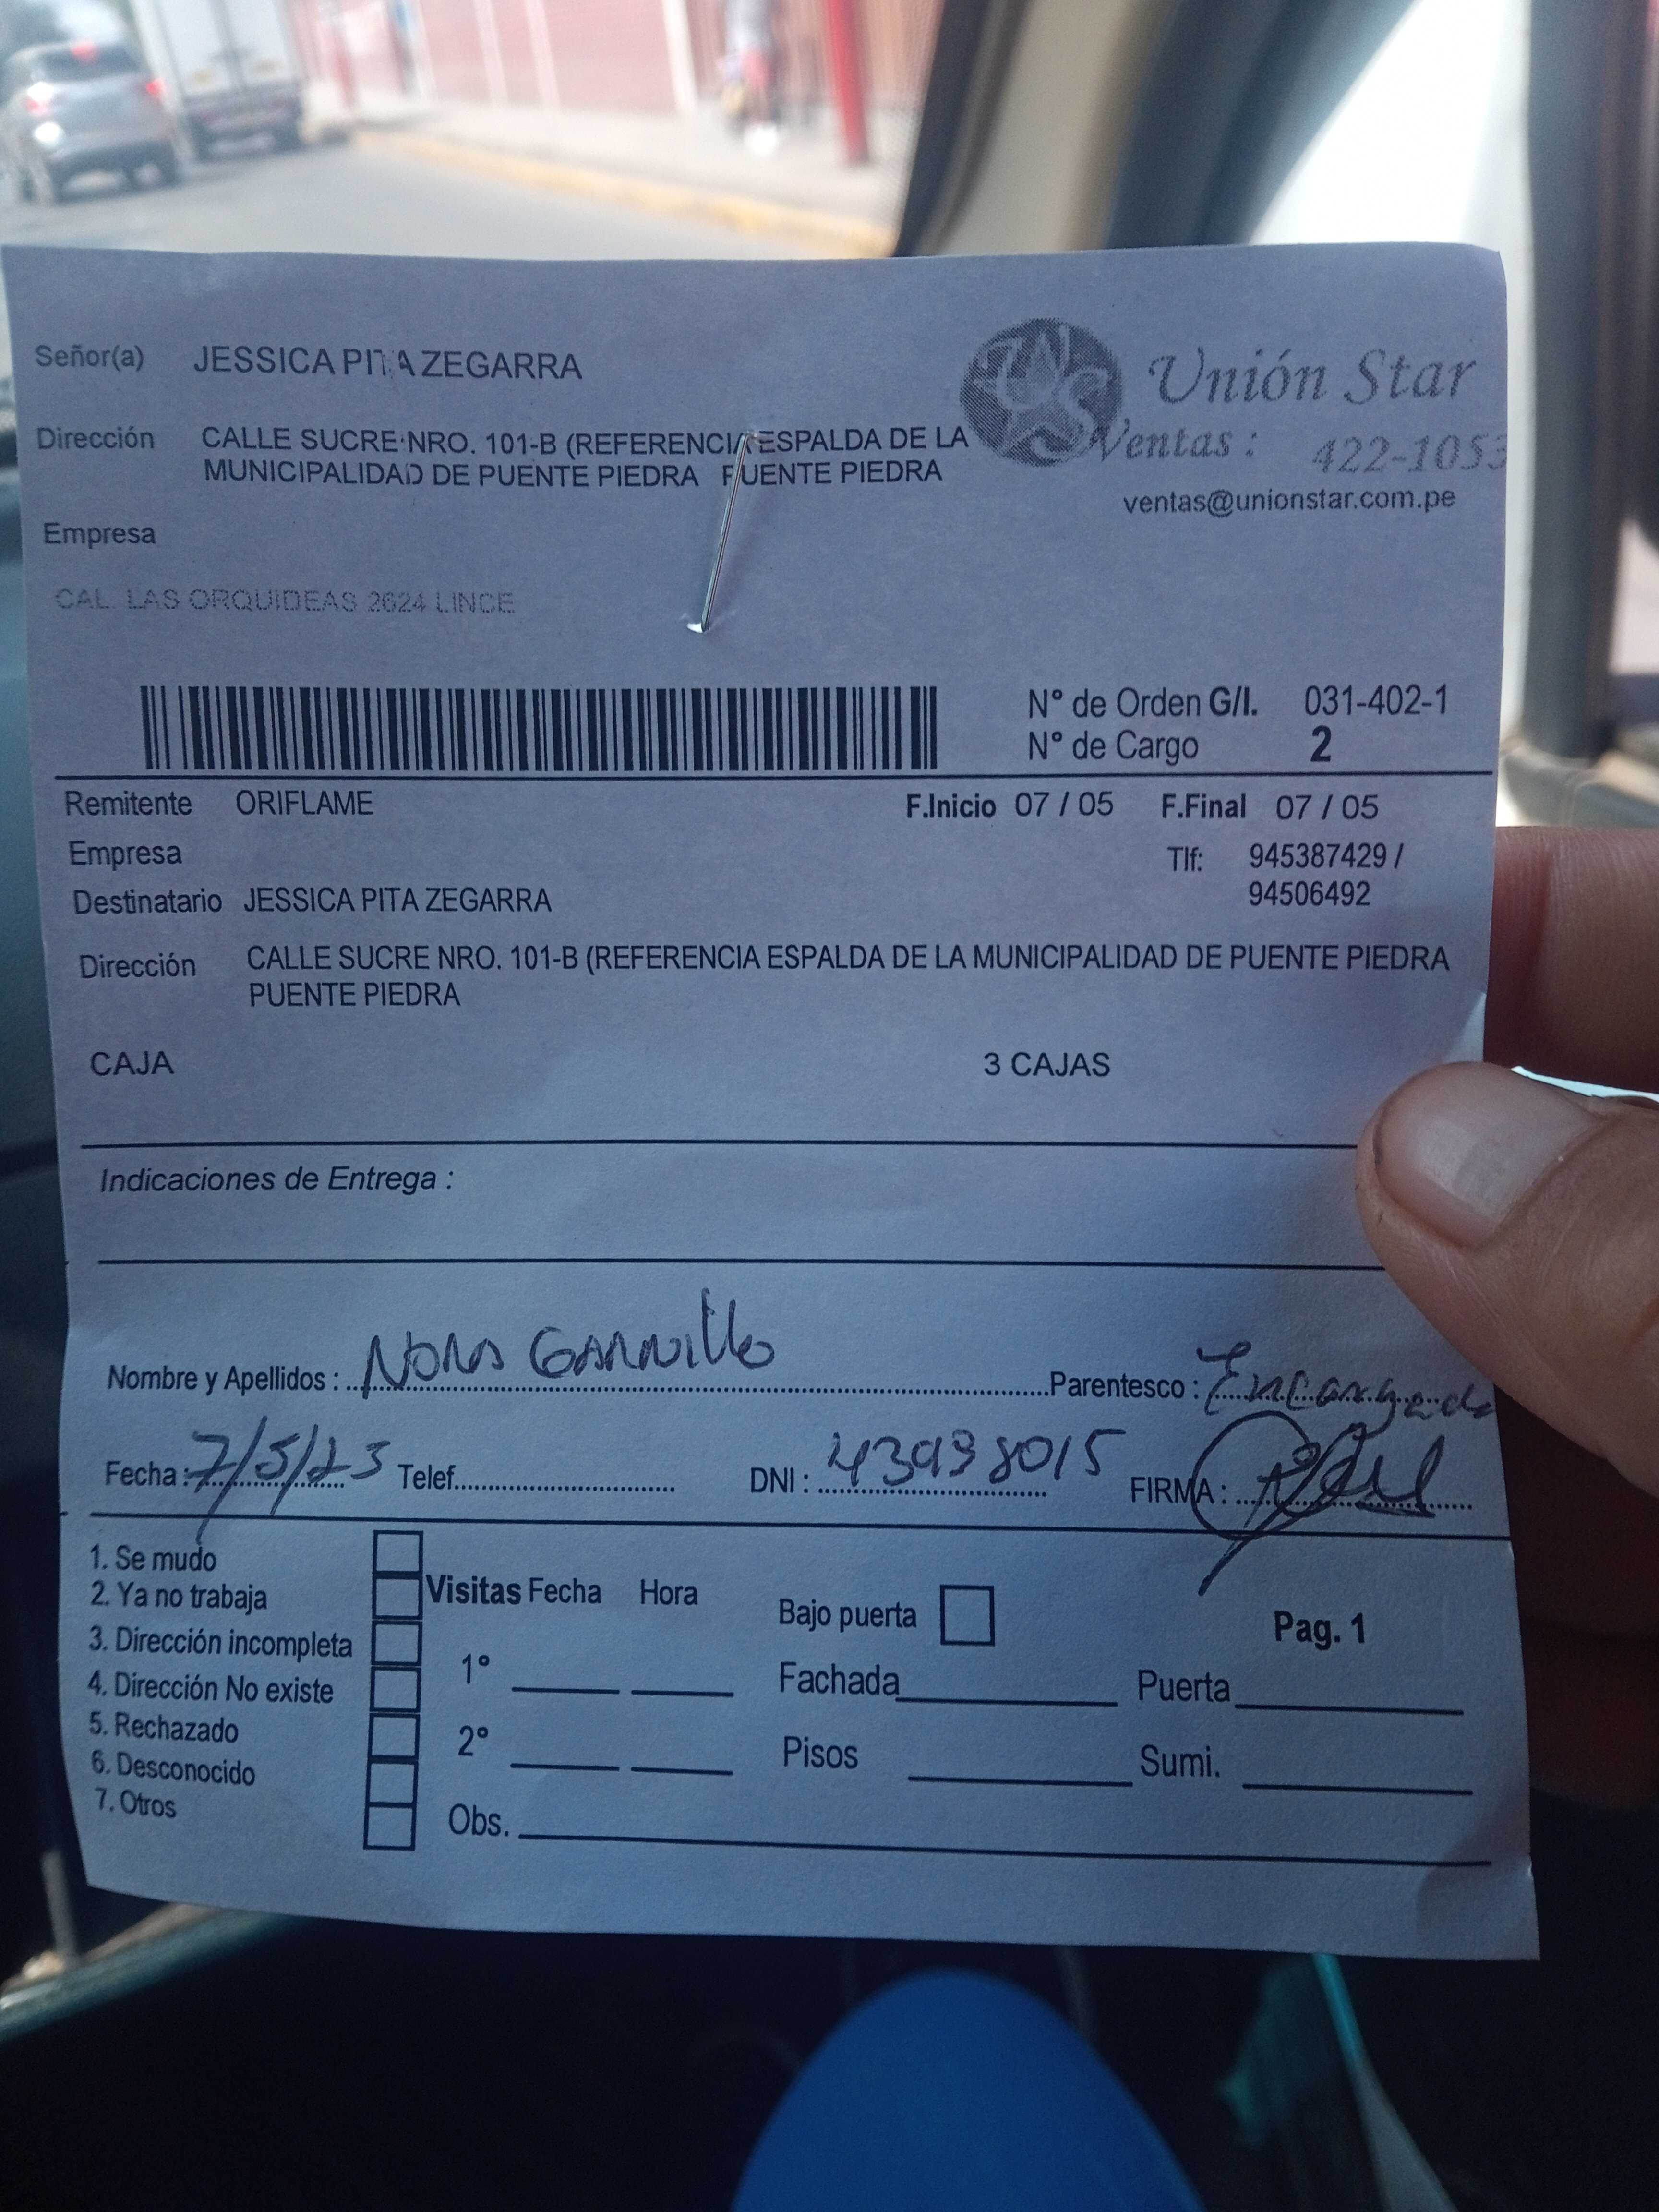 Señor(a) JESSICA PITA ZEGARRA
Unión Star
Dirección CALLE SUCRE NRO. 101-B (REFERENCIA ESPALDA DE LA
MUNICIPALIDAD DE PUENTE PIEDRA PUENTE PIEDRA
Ventas : 422-1053
ventas@unionstar.com.pe
Empresa
CAL. LAS ORQUIDEAS 2624 LINCE
N° de Orden G/I. 031-402-1
N° de Cargo 2
Remitente ORIFLAME F.Inicio 07 / 05 F.Final 07 / 05
Empresa Tlf: 945387429 /
94506492
Destinatario JESSICA PITA ZEGARRA
Dirección CALLE SUCRE NRO. 101-B (REFERENCIA ESPALDA DE LA MUNICIPALIDAD DE PUENTE PIEDRA
PUENTE PIEDRA
CAJA 3 CAJAS
Indicaciones de Entrega :
Nombre y Apellidos : Nora Parentesco : Encargada
Fecha : 7/5/23 Telef. DNI : 43938015 FIRMA :
1. Se mudo
2. Ya no trabaja
3. Dirección incompleta
4. Dirección No existe
5. Rechazado
6. Desconocido
7. Otros
Visitas Fecha Hora
1°
2°
Obs.
Bajo puerta
Pag. 1
Fachada Puerta
Pisos Sumi.